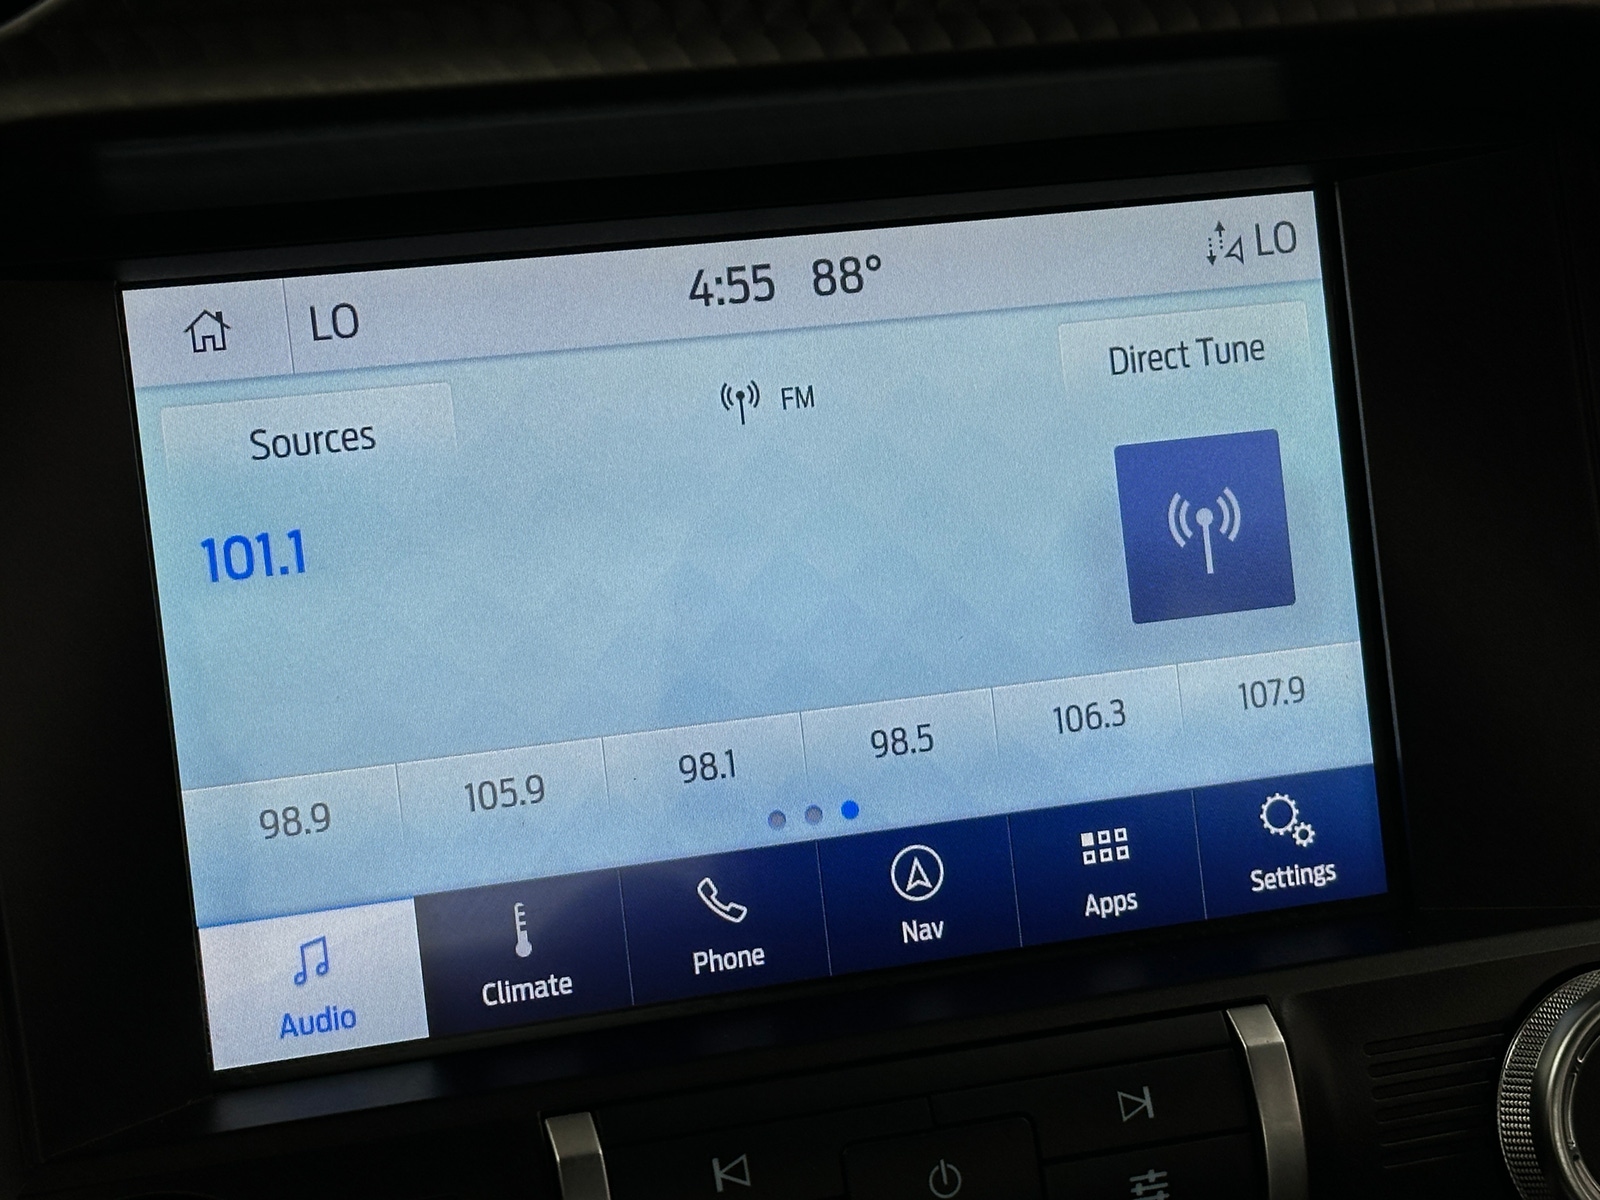 LO
4:55 88°
LO
Sources
FM
Direct Tune
101.1
98.9
105.9
98.1
98.5
106.3
107.9
Audio
Climate
Phone
Nav
Apps
Settings